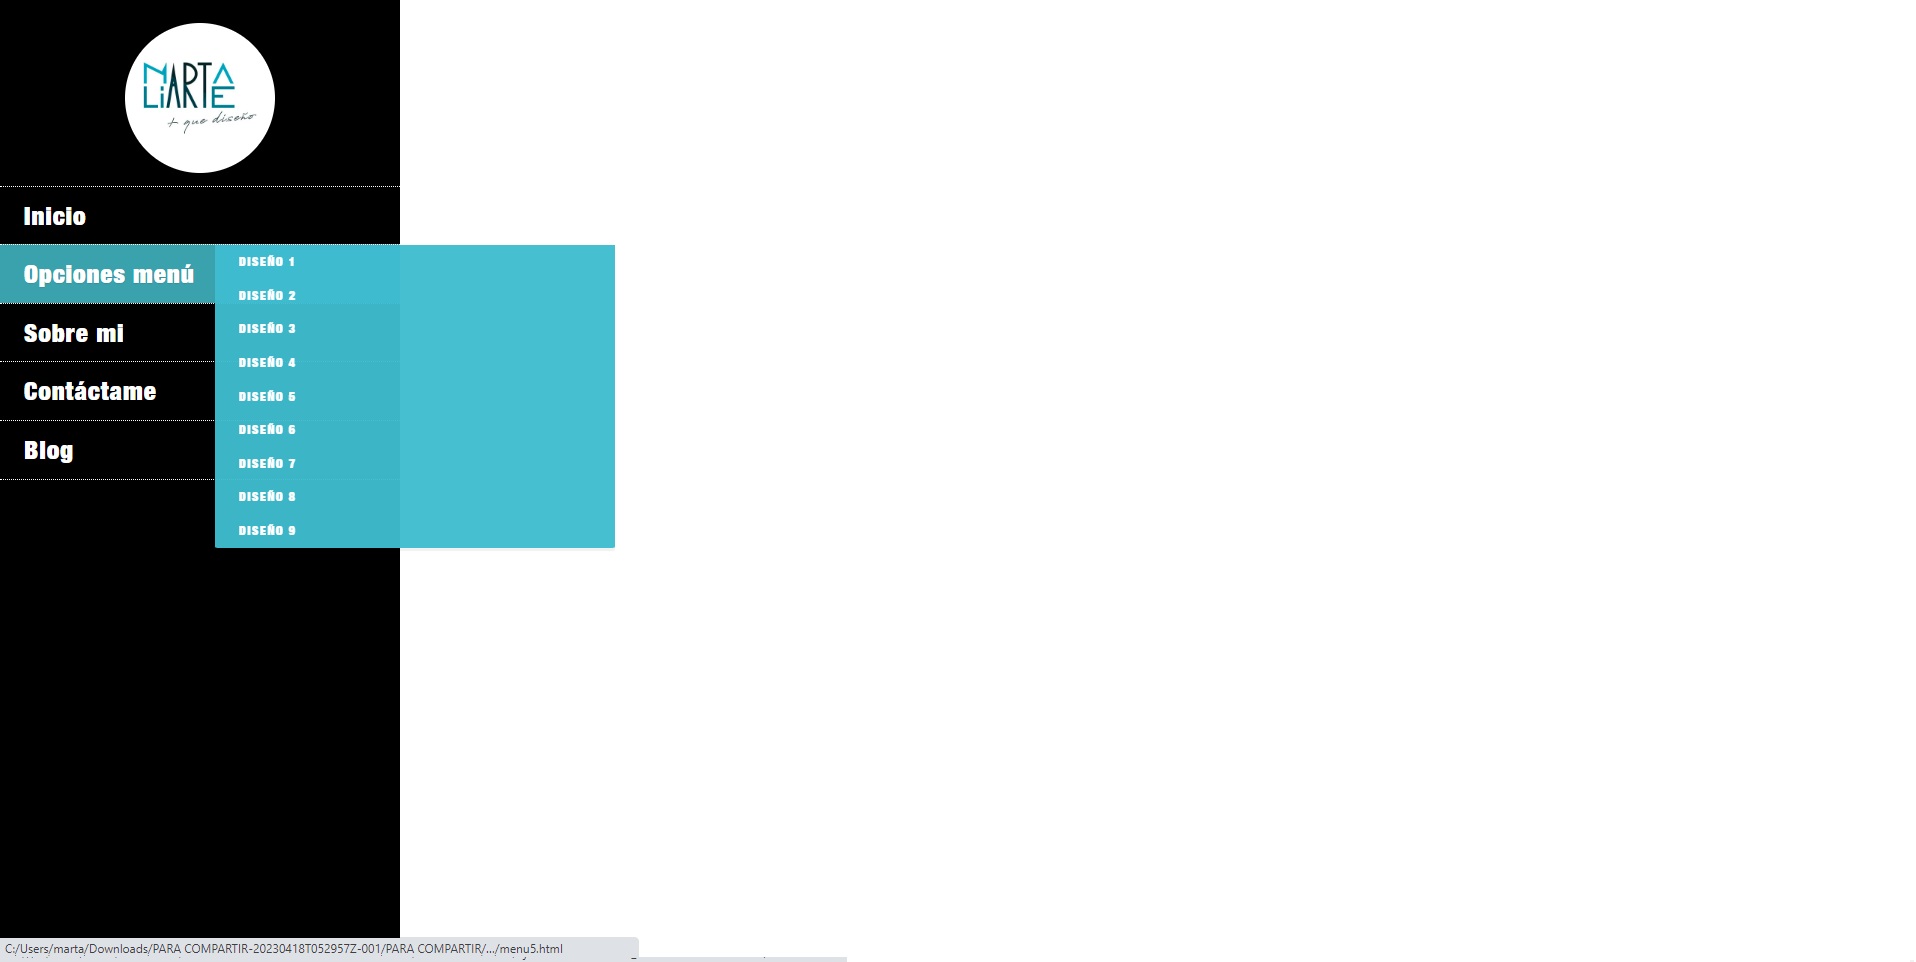 MARTA
LiARTE
+ que diseño
Inicio
Opciones menú
DISEÑO 1
DISEÑO 2
Sobre mi
DISEÑO 3
DISEÑO 4
Contáctame
DISEÑO 5
DISEÑO 6
Blog
DISEÑO 7
DISEÑO 8
DISEÑO 9
C:/Users/marta/Downloads/PARA COMPARTIR-20230418T052957Z-001/PARA COMPARTIR/.../menu5.html